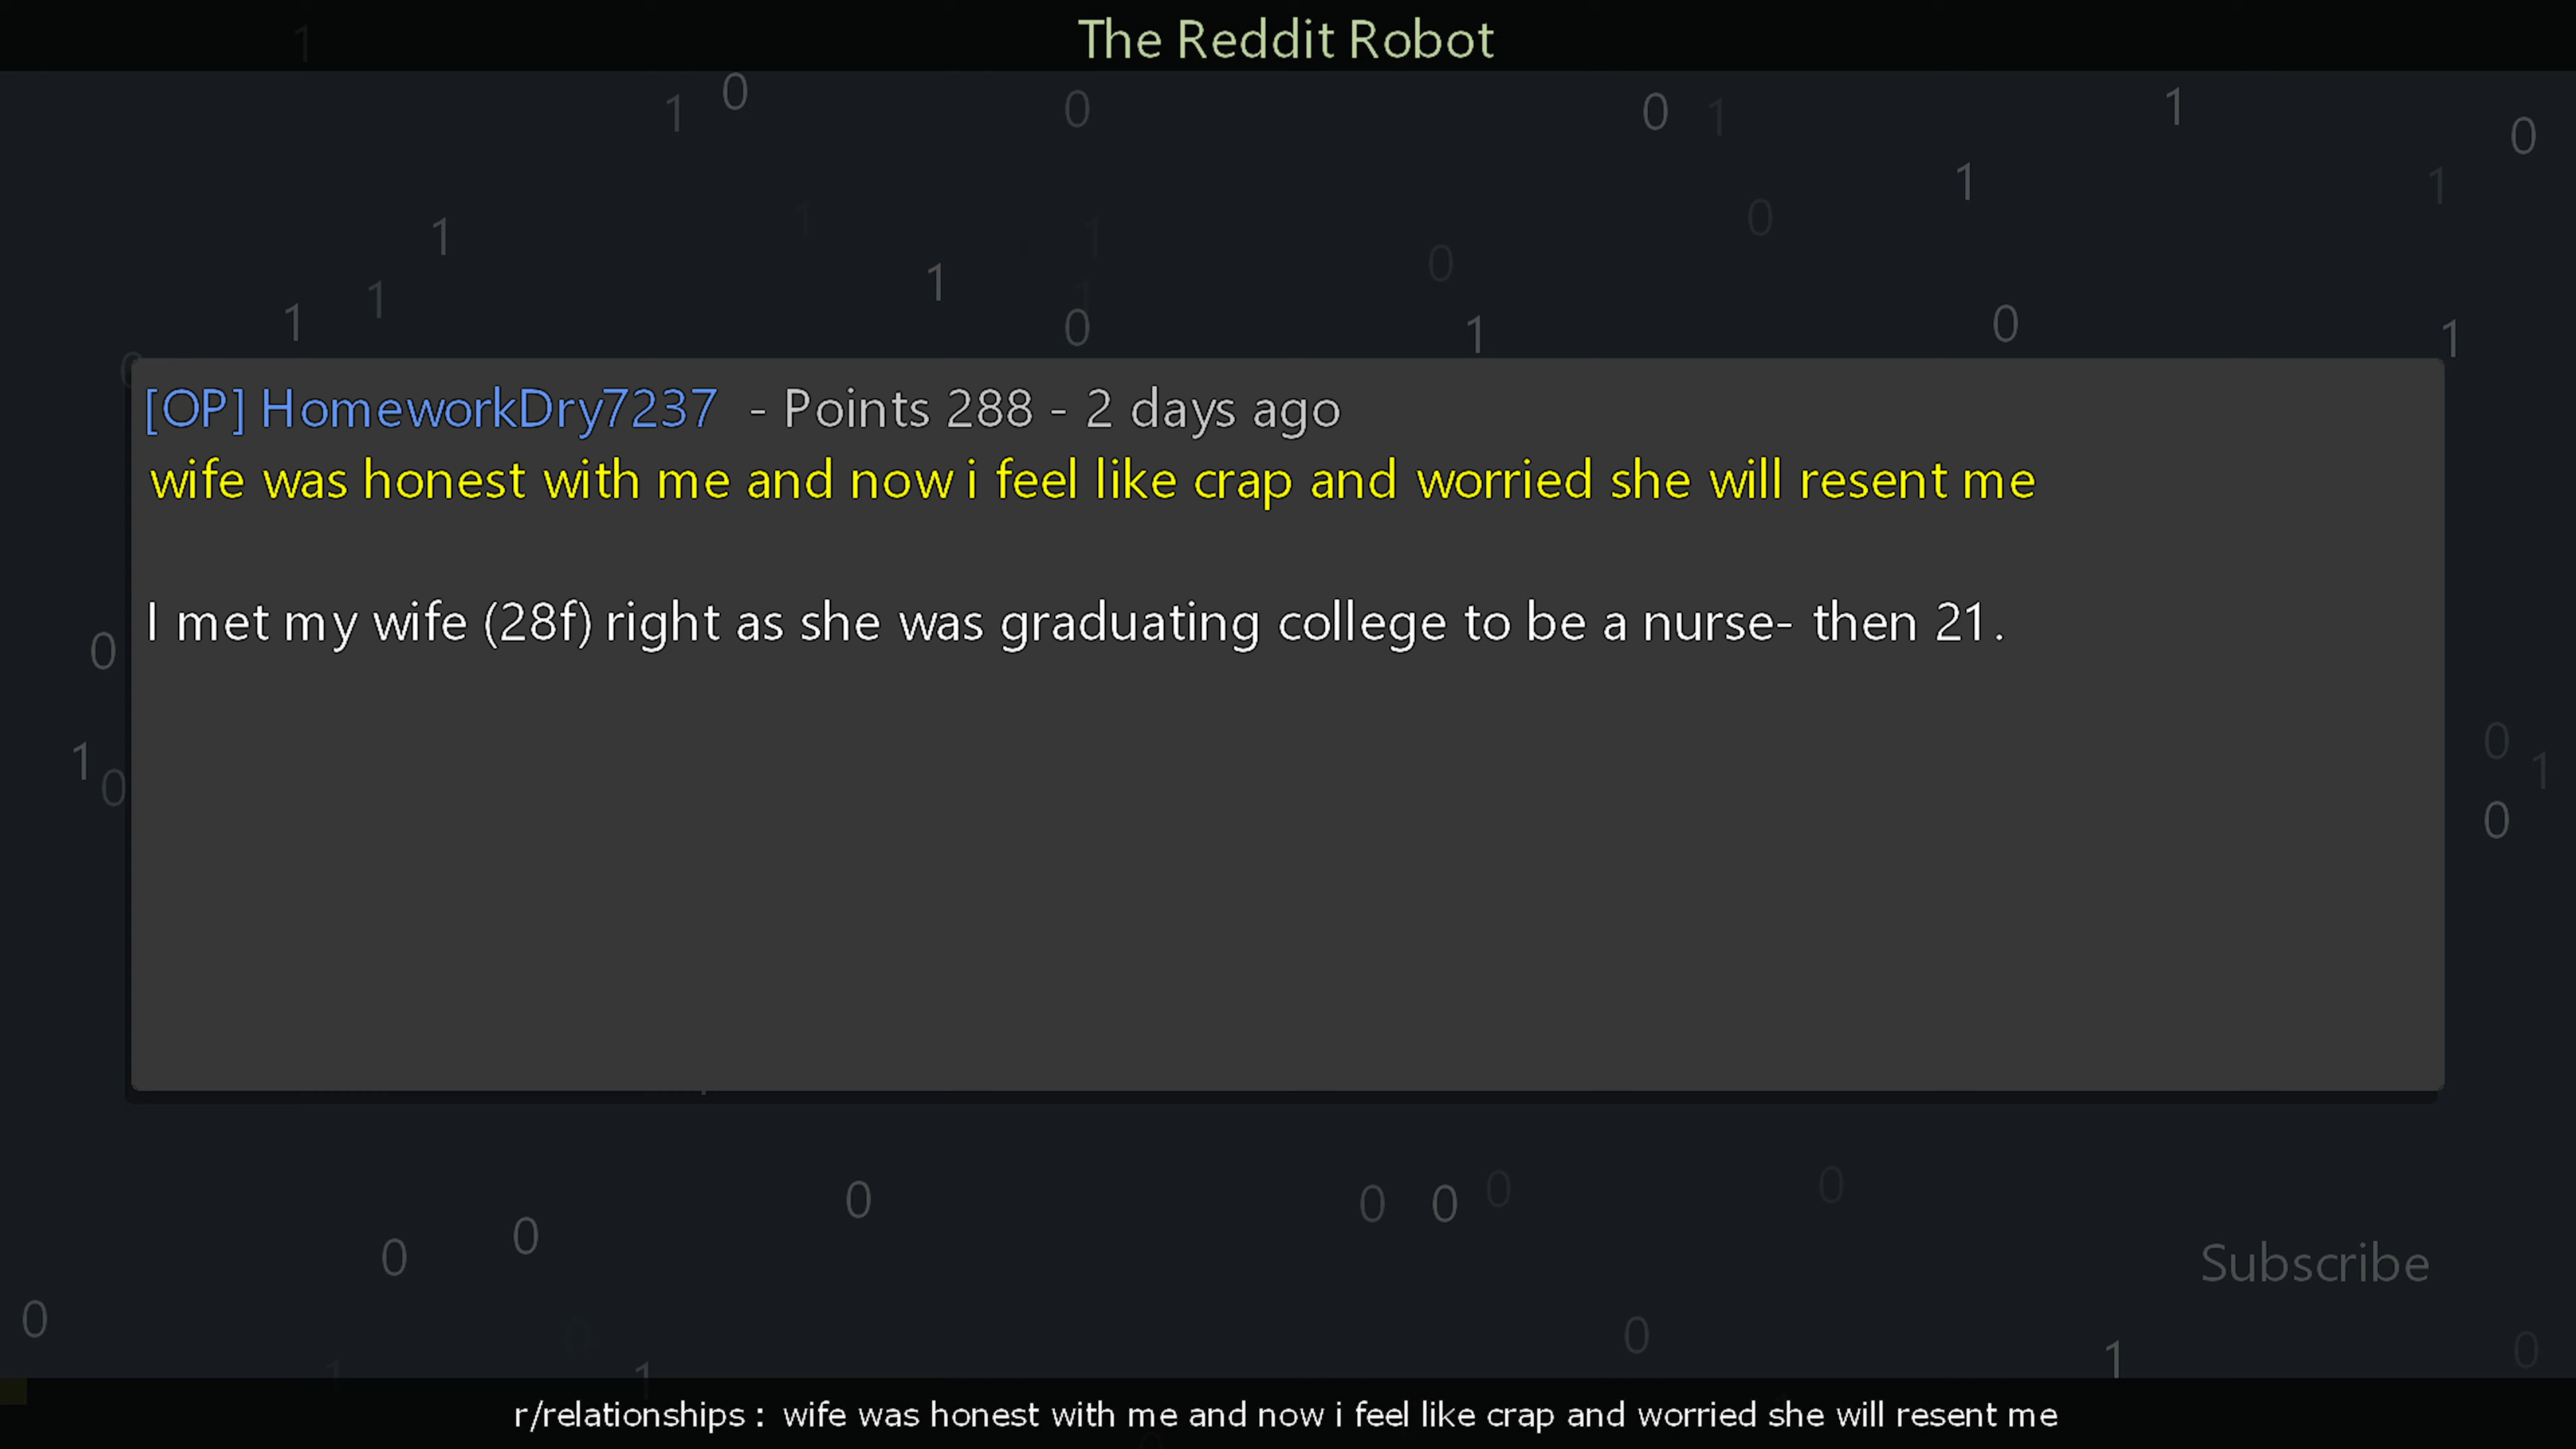 The Reddit Robot
[OP] HomeworkDry7237 - Points 288 - 2 days ago
wife was honest with me and now i feel like crap and worried she will resent me
I met my wife (28f) right as she was graduating college to be a nurse- then 21.
Subscribe
r/relationships : wife was honest with me and now i feel like crap and worried she will resent me